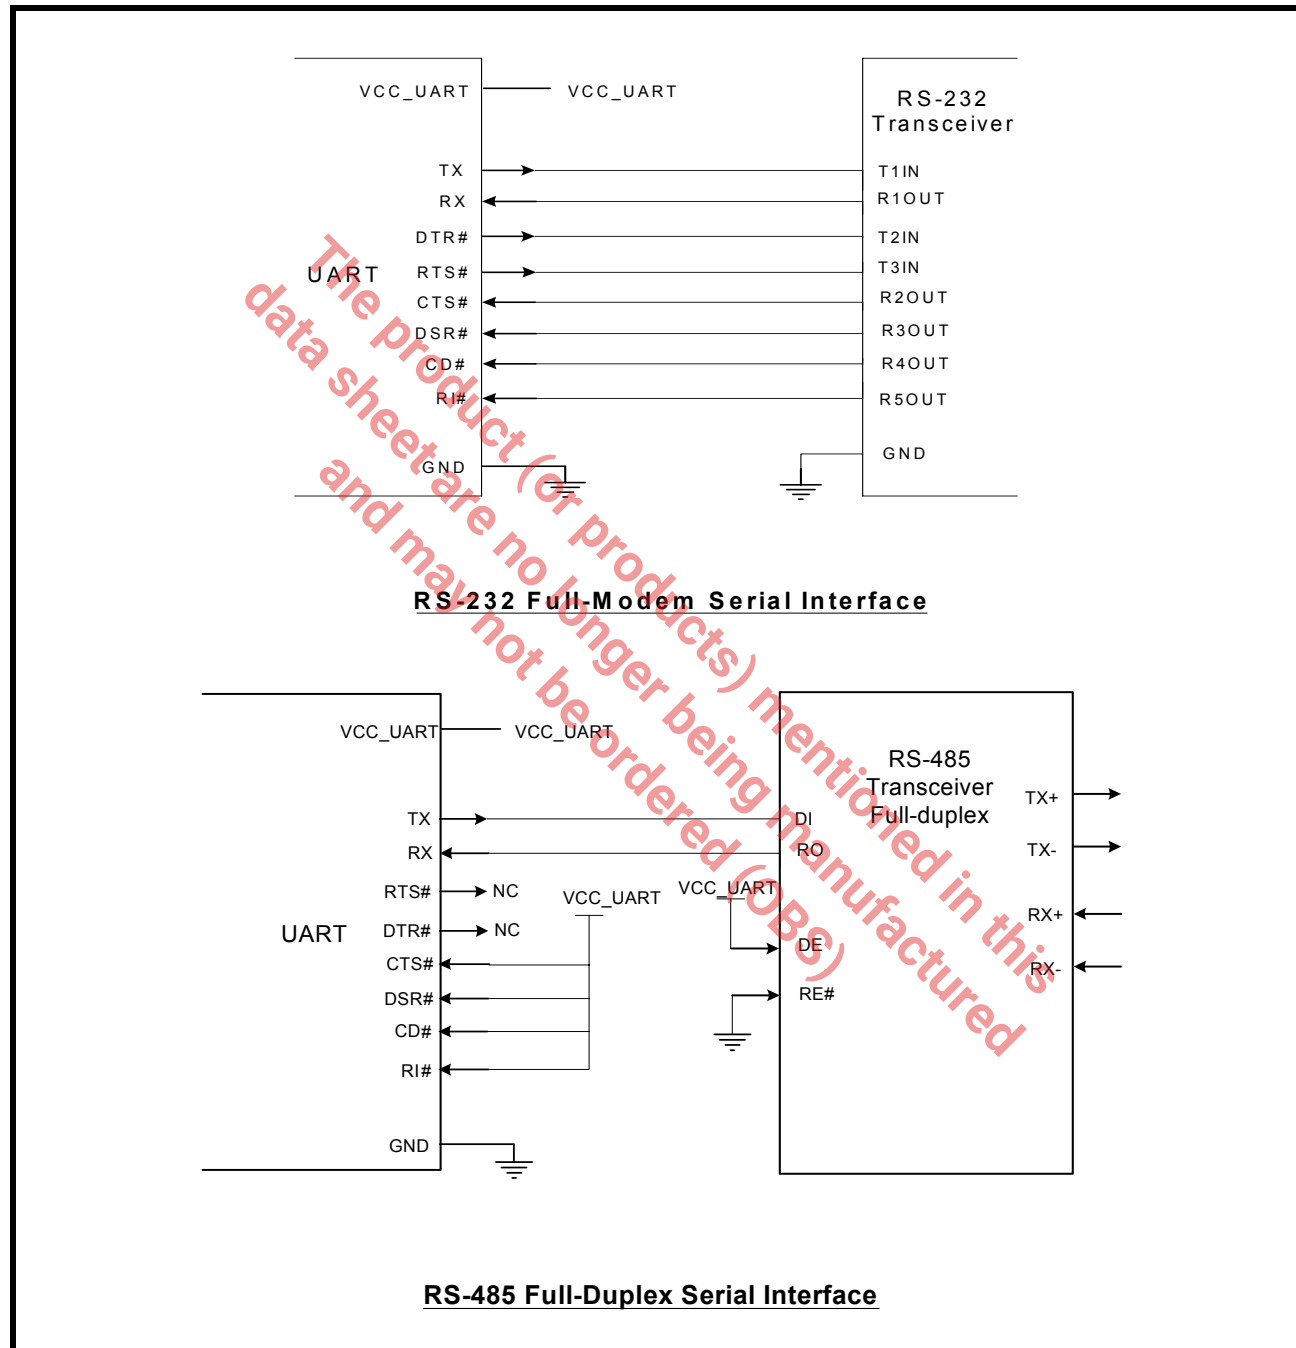 VCC_UART
VCC_UART
RS-232
Transceiver
TX
T1IN
RX
R1OUT
DTR#
T2IN
UART
RTS#
T3IN
CTS#
R2OUT
DSR#
R3OUT
CD#
R4OUT
RI#
R5OUT
GND
GND
RS-232 Full-Modem Serial Interface
VCC_UART
VCC_UART
RS-485
Transceiver
Full-duplex
TX+
TX
DI
RX
RO
TX-
RTS#
NC
VCC_UART
VCC_UART
RX+
UART
DTR#
NC
DE
CTS#
RX-
DSR#
RE#
CD#
RI#
GND
RS-485 Full-Duplex Serial Interface
The product (or products) mentioned in this
data sheet are no longer being manufactured
and may not be ordered (OBS)